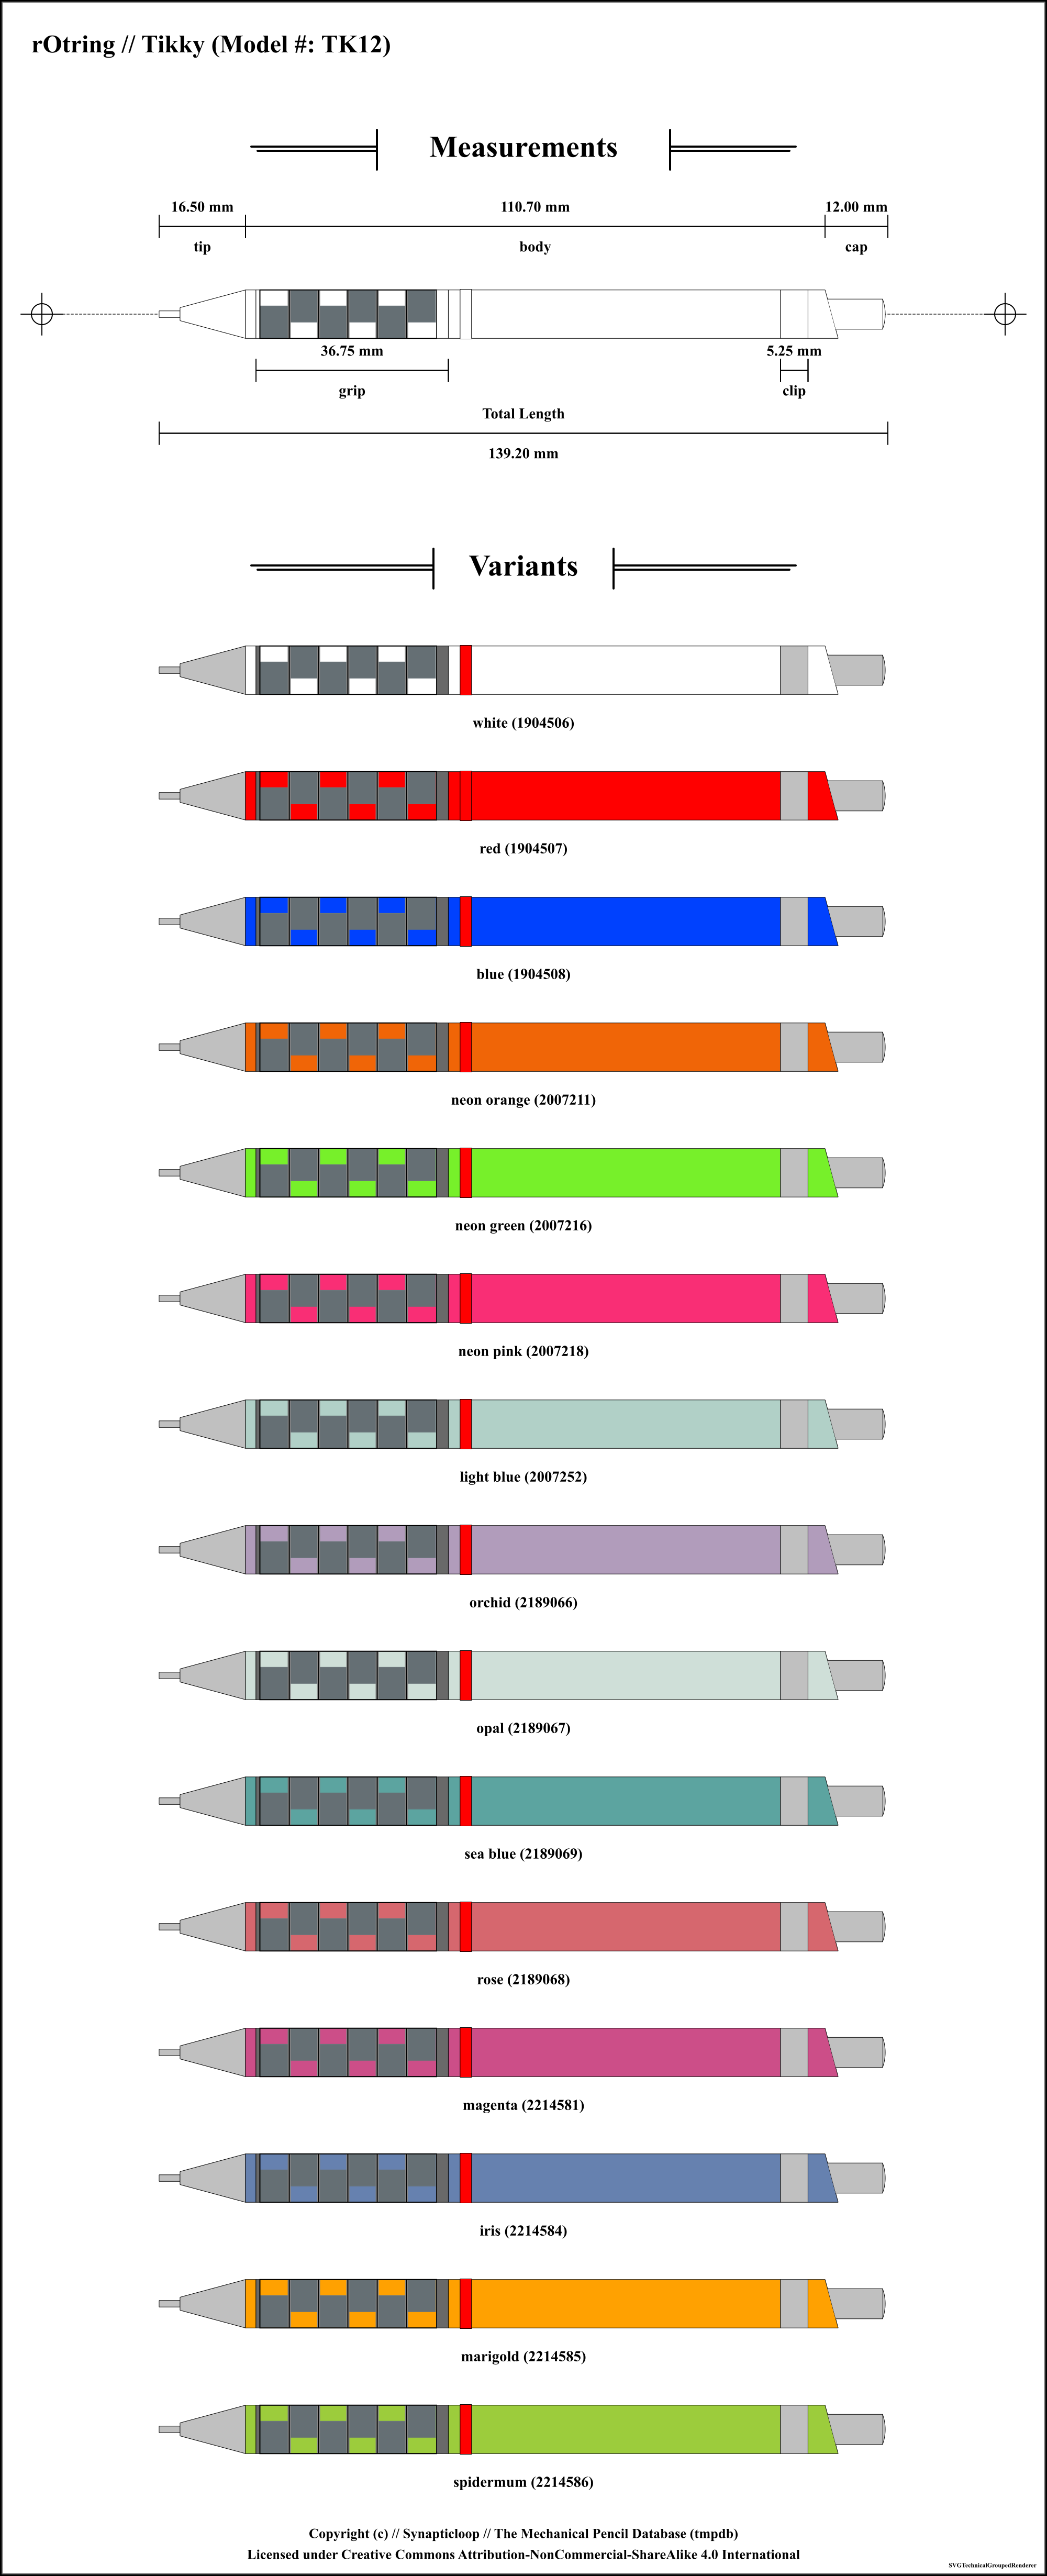 rOtring // Tikky (Model #: TK12)
Measurements
16.50 mm 110.70 mm 12.00 mm
tip body cap
36.75 mm 5.25 mm
grip clip
Total Length
139.20 mm
Variants
white (1904506)
red (1904507)
blue (1904508)
neon orange (2007211)
neon green (2007216)
neon pink (2007218)
light blue (2007252)
orchid (2189066)
opal (2189067)
sea blue (2189069)
rose (2189068)
magenta (2214581)
iris (2214584)
marigold (2214585)
spidermum (2214586)
Copyright (c) // Synapticloop // The Mechanical Pencil Database (tmpdb)
Licensed under Creative Commons Attribution-NonCommercial-ShareAlike 4.0 International
SVGTechnicalGroupedRenderer